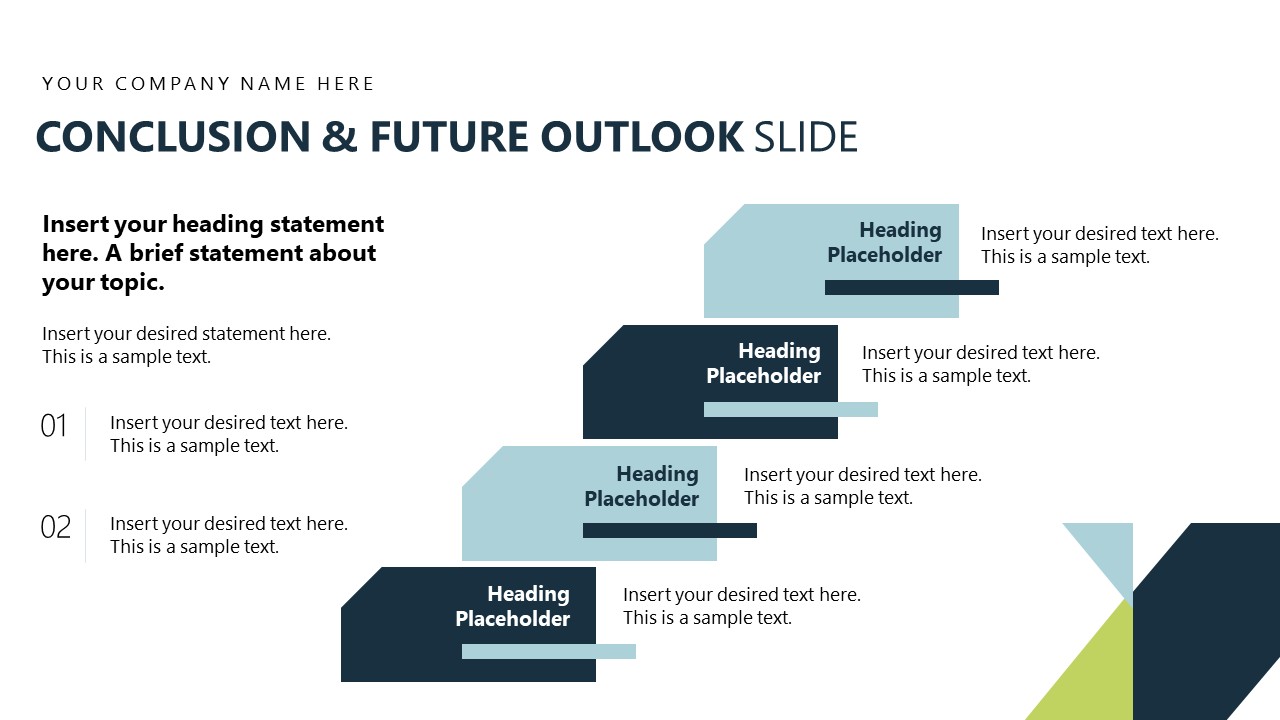 YOUR COMPANY NAME HERE
CONCLUSION & FUTURE OUTLOOK SLIDE
Insert your heading statement
here. A brief statement about
your topic.
Insert your desired statement here.
This is a sample text.
01
Insert your desired text here.
This is a sample text.
02
Insert your desired text here.
This is a sample text.
Heading
Placeholder
Insert your desired text here.
This is a sample text.
Heading
Placeholder
Insert your desired text here.
This is a sample text.
Heading
Placeholder
Insert your desired text here.
This is a sample text.
Heading
Placeholder
Insert your desired text here.
This is a sample text.